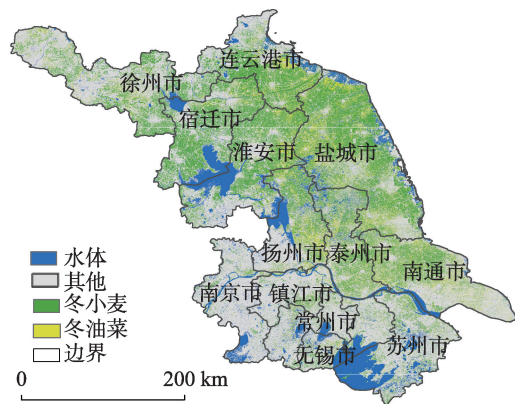 连云港市
徐州市
宿迁市
淮安市
盐城市
扬州市
泰州市
南通市
南京市
镇江市
常州市
无锡市
苏州市
水体
其他
冬小麦
冬油菜
边界
0
200 km